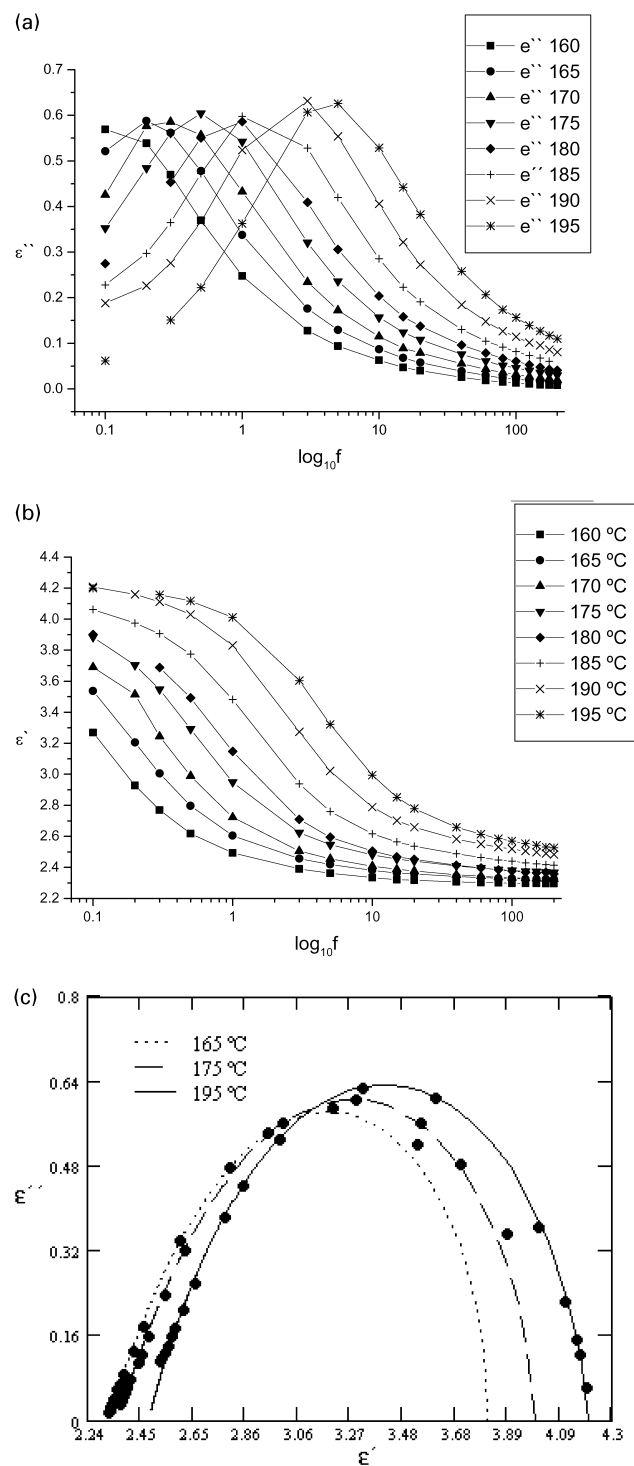 (a)
e`` 160
e`` 165
e`` 170
e`` 175
e`` 180
e´´ 185
e`` 190
e`` 195
0.7
0.6
0.5
0.4
0.3
0.2
0.1
0.0
ε´´
0.1 1 10 100
log10f
(b)
160 ºC
165 ºC
170 ºC
175 ºC
180 ºC
185 ºC
190 ºC
195 ºC
4.4
4.2
4.0
3.8
3.6
3.4
3.2
3.0
2.8
2.6
2.4
2.2
ε´
0.1 1 10 100
log10f
(c)
165 ºC
175 ºC
195 ºC
0.8
0.64
0.48
0.32
0.16
0
ε´´
2.24 2.45 2.65 2.86 3.06 3.27 3.48 3.68 3.89 4.09 4.3
ε´